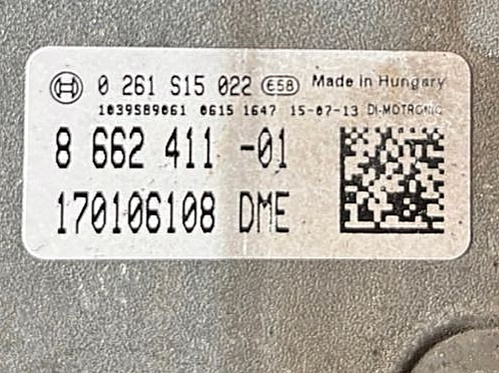 0 261 S15 022 E58 Made in Hungary
1039S89061 0615 1647 15-07-13 DI-MOTRONIC
8 662 411 -01
170106108 DME